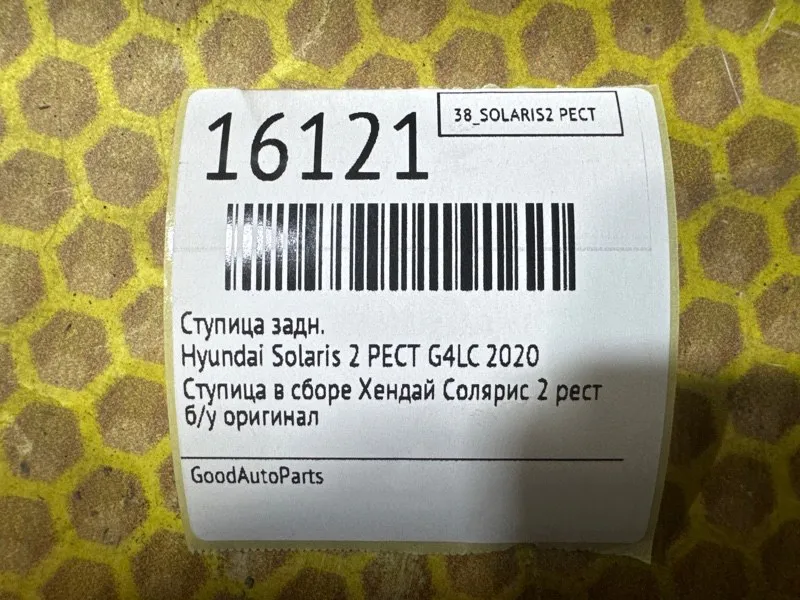 16121
38_SOLARIS2 РЕСТ
Ступица задн.
Hyundai Solaris 2 РЕСТ G4LC 2020
Ступица в сборе Хендай Солярис 2 рест
б/у оригинал
GoodAutoParts